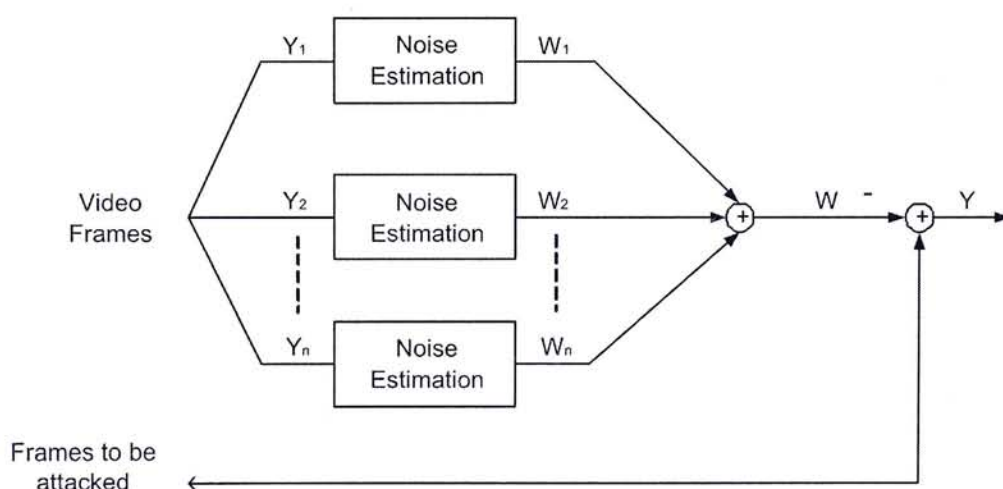 Y₁
Noise
Estimation
W₁
Video
Frames
Y₂
Noise
Estimation
W₂
+
W
-
+
Y
Yₙ
Noise
Estimation
Wₙ
Frames to be
attacked